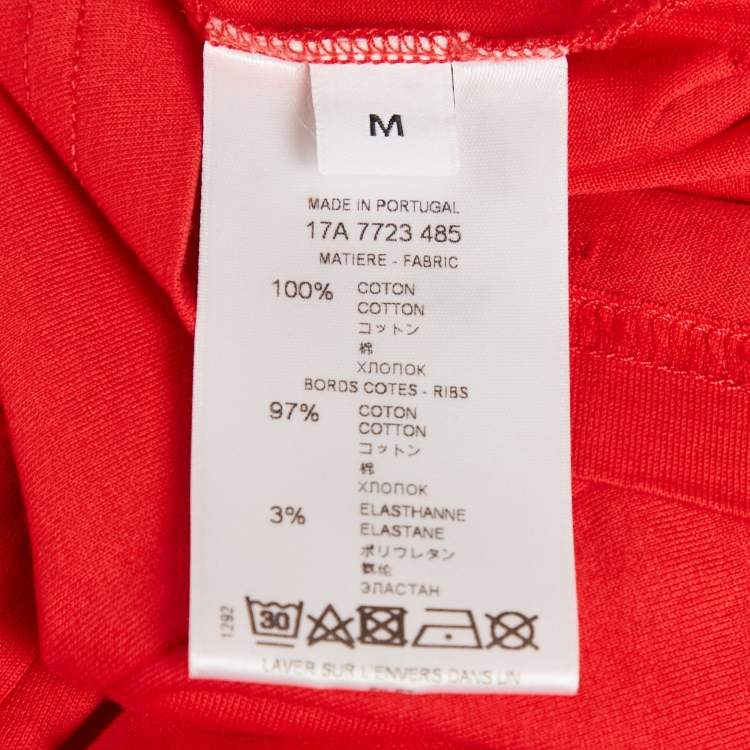 M
MADE IN PORTUGAL
17A 7723 485
MATIERE - FABRIC
100% COTON
COTTON
コットン
棉
ХЛОПОК
BORDS COTES - RIBS
97% COTON
COTTON
コットン
棉
ХЛОПОК
3% ELASTHANNE
ELASTANE
ポリウレタン
氨纶
ЭЛАСТАН
1292
30
LAVER SUR L'ENVERS DANS UN